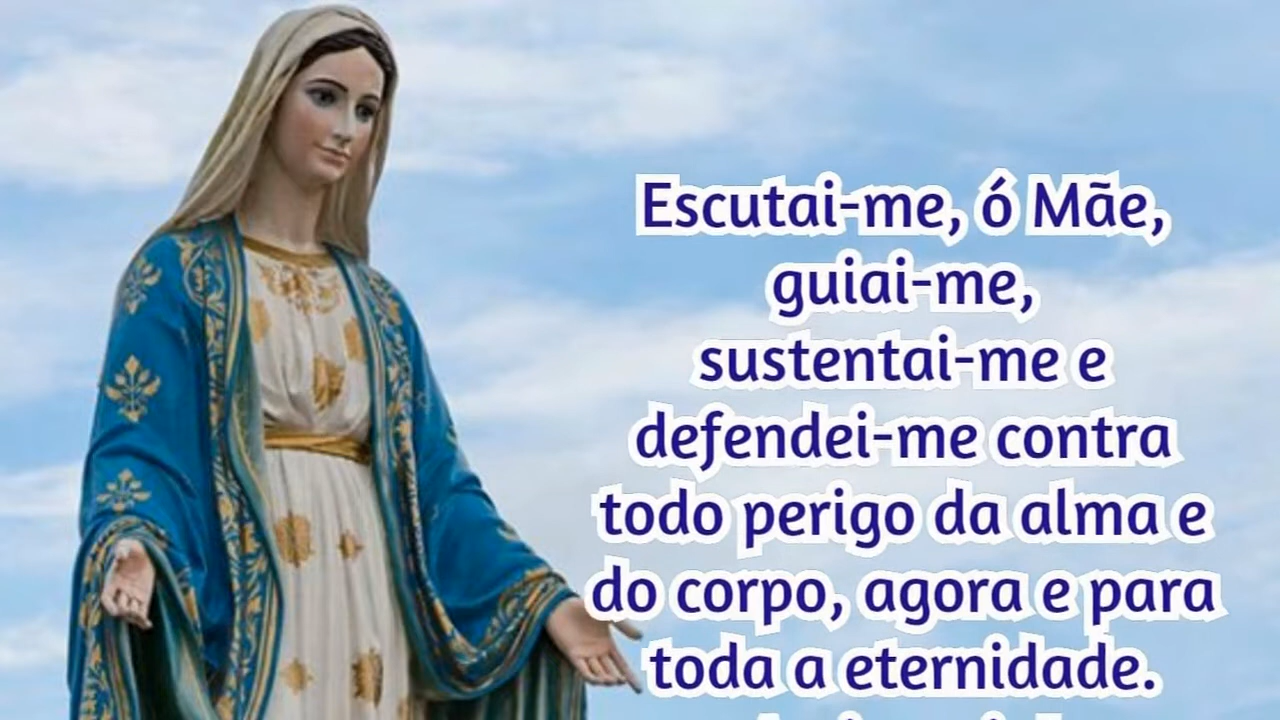 Escutai-me, ó Mãe,
guiai-me,
sustentai-me e
defendei-me contra
todo perigo da alma e
do corpo, agora e para
toda a eternidade.